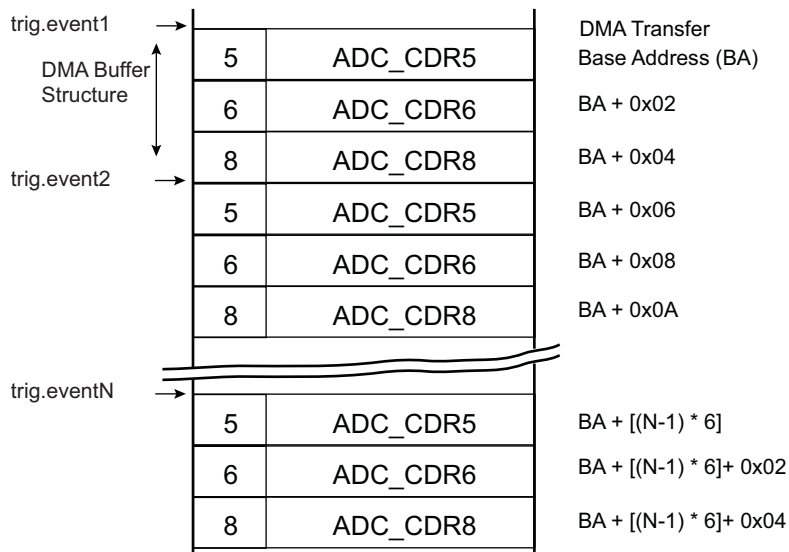 trig.event1
DMA Transfer
DMA Buffer
Structure
5 ADC_CDR5 Base Address (BA)
6 ADC_CDR6 BA + 0x02
8 ADC_CDR8 BA + 0x04
trig.event2
5 ADC_CDR5 BA + 0x06
6 ADC_CDR6 BA + 0x08
8 ADC_CDR8 BA + 0x0A
trig.eventN
5 ADC_CDR5 BA + [(N-1) * 6]
6 ADC_CDR6 BA + [(N-1) * 6]+ 0x02
8 ADC_CDR8 BA + [(N-1) * 6]+ 0x04